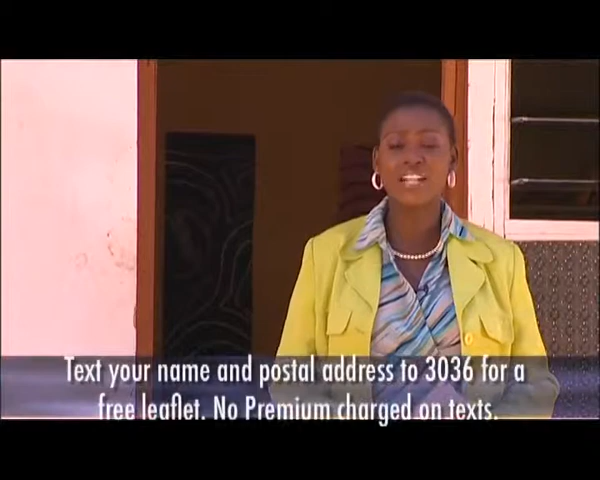 Text your name and postal address to 3036 for a
free leaflet. No Premium charged on texts.